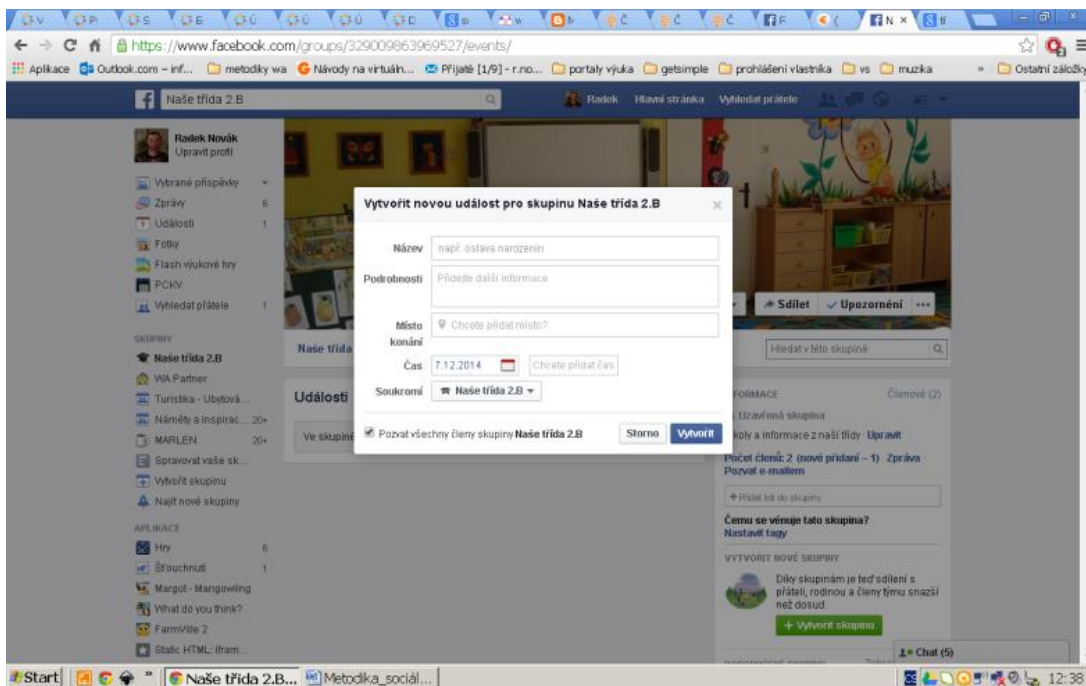 https://www.facebook.com/groups/329009863969527/events/
Aplikace Outlook.com – inf... metodiky wa Návody na virtuáln... Přijaté [1/9] - r.no... portaly výuka getsimple prohlášení vlastníka vs muzika » Ostatní záložky
Naše třída 2.B Radek Hlavní stránka Vyhledat přátele
Radek Novák
Upravit profil
Vybrané příspěvky
Zprávy 8
Události 1
Fotky
Flash výukové hry
PCKV
Vyhledat přátele 1
SKUPINY
Naše třída 2.B
WA Partner
Turistika - Ubytová...
Náměty a inspirac... 20+
MARLEN 20+
Spravovat vaše sk...
Vytvořit skupinu
Najít nové skupiny
APLIKACE
Hry 6
Šťouchnutí 1
Margot - Mangowling
What do you think?
FarmVille 2
Static HTML: ifram...
Sdílet Upozornění
Naše třída
Hledat v této skupině
Události
Ve skupině
Vytvořit novou událost pro skupinu Naše třída 2.B
Název např. oslava narozenin
Podrobnosti Přidejte další informace
Místo konání Chcete přidat místo?
Čas 7.12.2014 Chcete přidat čas
Soukromí Naše třída 2.B
Pozvat všechny členy skupiny Naše třída 2.B Storno Vytvořit
Členové (2)
Uzavřená skupina
koly a informace z naší třídy Upravit
Počet členů: 2 (nově přidaní – 1) Zpráva
Pozvat e-mailem
+ Přidat lidi do skupiny
Čemu se věnuje tato skupina?
Nastavit tagy
VYTVOŘIT NOVÉ SKUPINY
Díky skupinám je teď sdílení s
přáteli, rodinou a členy týmu snazší
než dosud.
+ Vytvořit skupinu
Chat (5)
Start » Naše třída 2.B... Metodika_sociál... 12:38